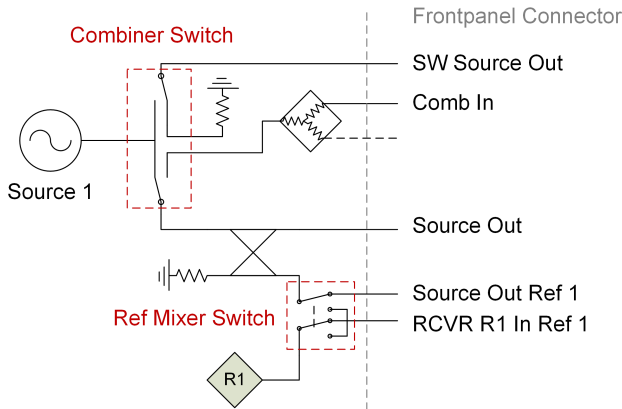 Frontpanel Connector
Combiner Switch
SW Source Out
Comb In
Source 1
Source Out
Source Out Ref 1
Ref Mixer Switch
RCVR R1 In Ref 1
R1